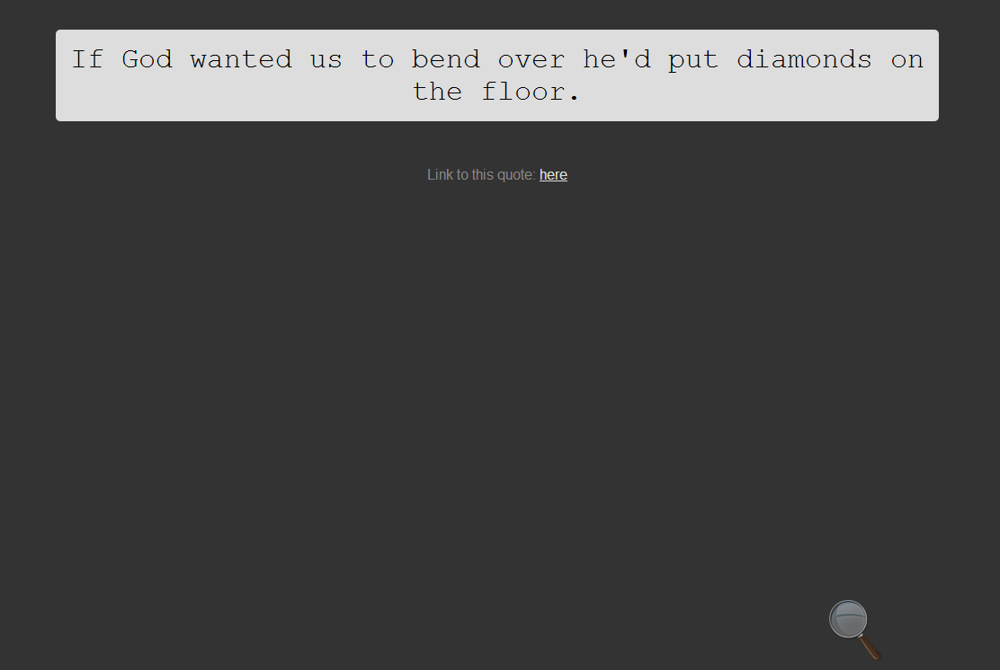 If God wanted us to bend over he'd put diamonds on
the floor.
Link to this quote: here